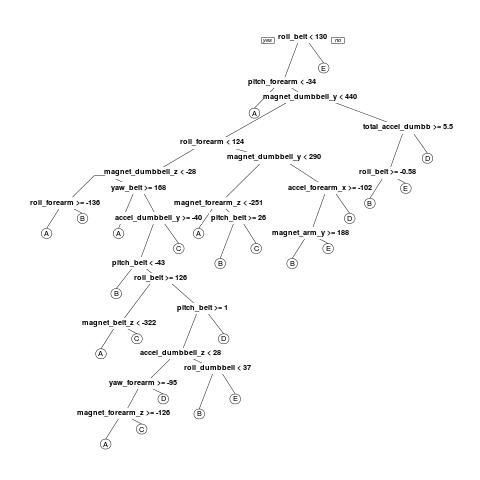 yes roll_belt < 130 no
E
pitch_forearm < -34
magnet_dumbbell_y < 440
A
total_accel_dumbb >= 5.5
roll_forearm < 124
magnet_dumbbell_y < 290
D
magnet_dumbbell_z < -28
roll_belt >= -0.58
yaw_belt >= 168
accel_forearm_x >= -102
E
roll_forearm >= -136
magnet_forearm_z < -251
B
B
accel_dumbbell_y >= -40
pitch_belt >= 26
D
A
A
A
magnet_arm_y >= 188
C
C
E
pitch_belt < -43
B
B
roll_belt >= 126
B
pitch_belt >= 1
magnet_belt_z < -322
C
D
A
accel_dumbbell_z < 28
roll_dumbbell < 37
yaw_forearm >= -95
D
E
magnet_forearm_z >= -126
B
C
A